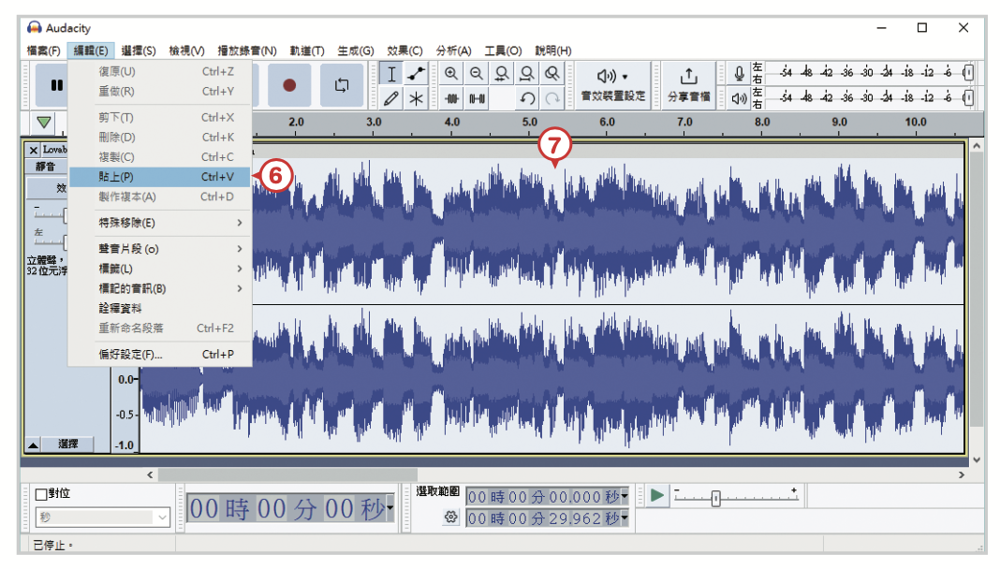 Audacity
檔案(F) 編輯(E) 選擇(S) 檢視(V) 播放錄音(N) 軌道(T) 生成(G) 效果(C) 分析(A) 工具(O) 說明(H)
復原(U) Ctrl+Z
重做(R) Ctrl+Y
剪下(T) Ctrl+X
刪除(D) Ctrl+K
複製(C) Ctrl+C
貼上(P) Ctrl+V
製作複本(A) Ctrl+D
特殊移除(E)
聲音片段 (o)
標籤(L)
標記的音訊(B)
詮釋資料
重新命名段落 Ctrl+F2
偏好設定(F)... Ctrl+P
音效裝置設定
分享音檔
左 -54 -48 -42 -36 -30 -24 -18 -12 -6 0
右
左 -54 -48 -42 -36 -30 -24 -18 -12 -6 0
右
2.0 3.0 4.0 5.0 6.0 7.0 8.0 9.0 10.0
6
7
× Lovab
靜音
效
左
立體聲，
32位元浮
0.0
-0.5
-1.0
選擇
對位
秒
00 時 00 分 00 秒
選取範圍
00 時 00 分 00.000 秒
00 時 00 分 29.962 秒
已停止。